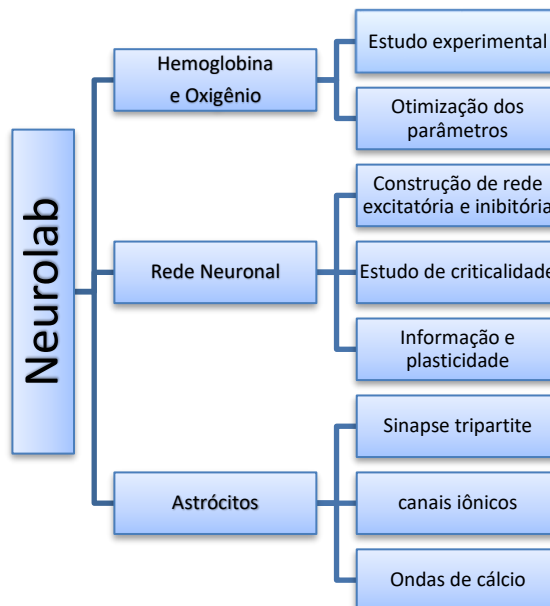 Neurolab
Hemoglobina
e Oxigênio
Estudo experimental
Otimização dos
parâmetros
Rede Neuronal
Construção de rede
excitatória e inibitória
Estudo de criticalidade
Informação e
plasticidade
Astrócitos
Sinapse tripartite
canais iônicos
Ondas de cálcio